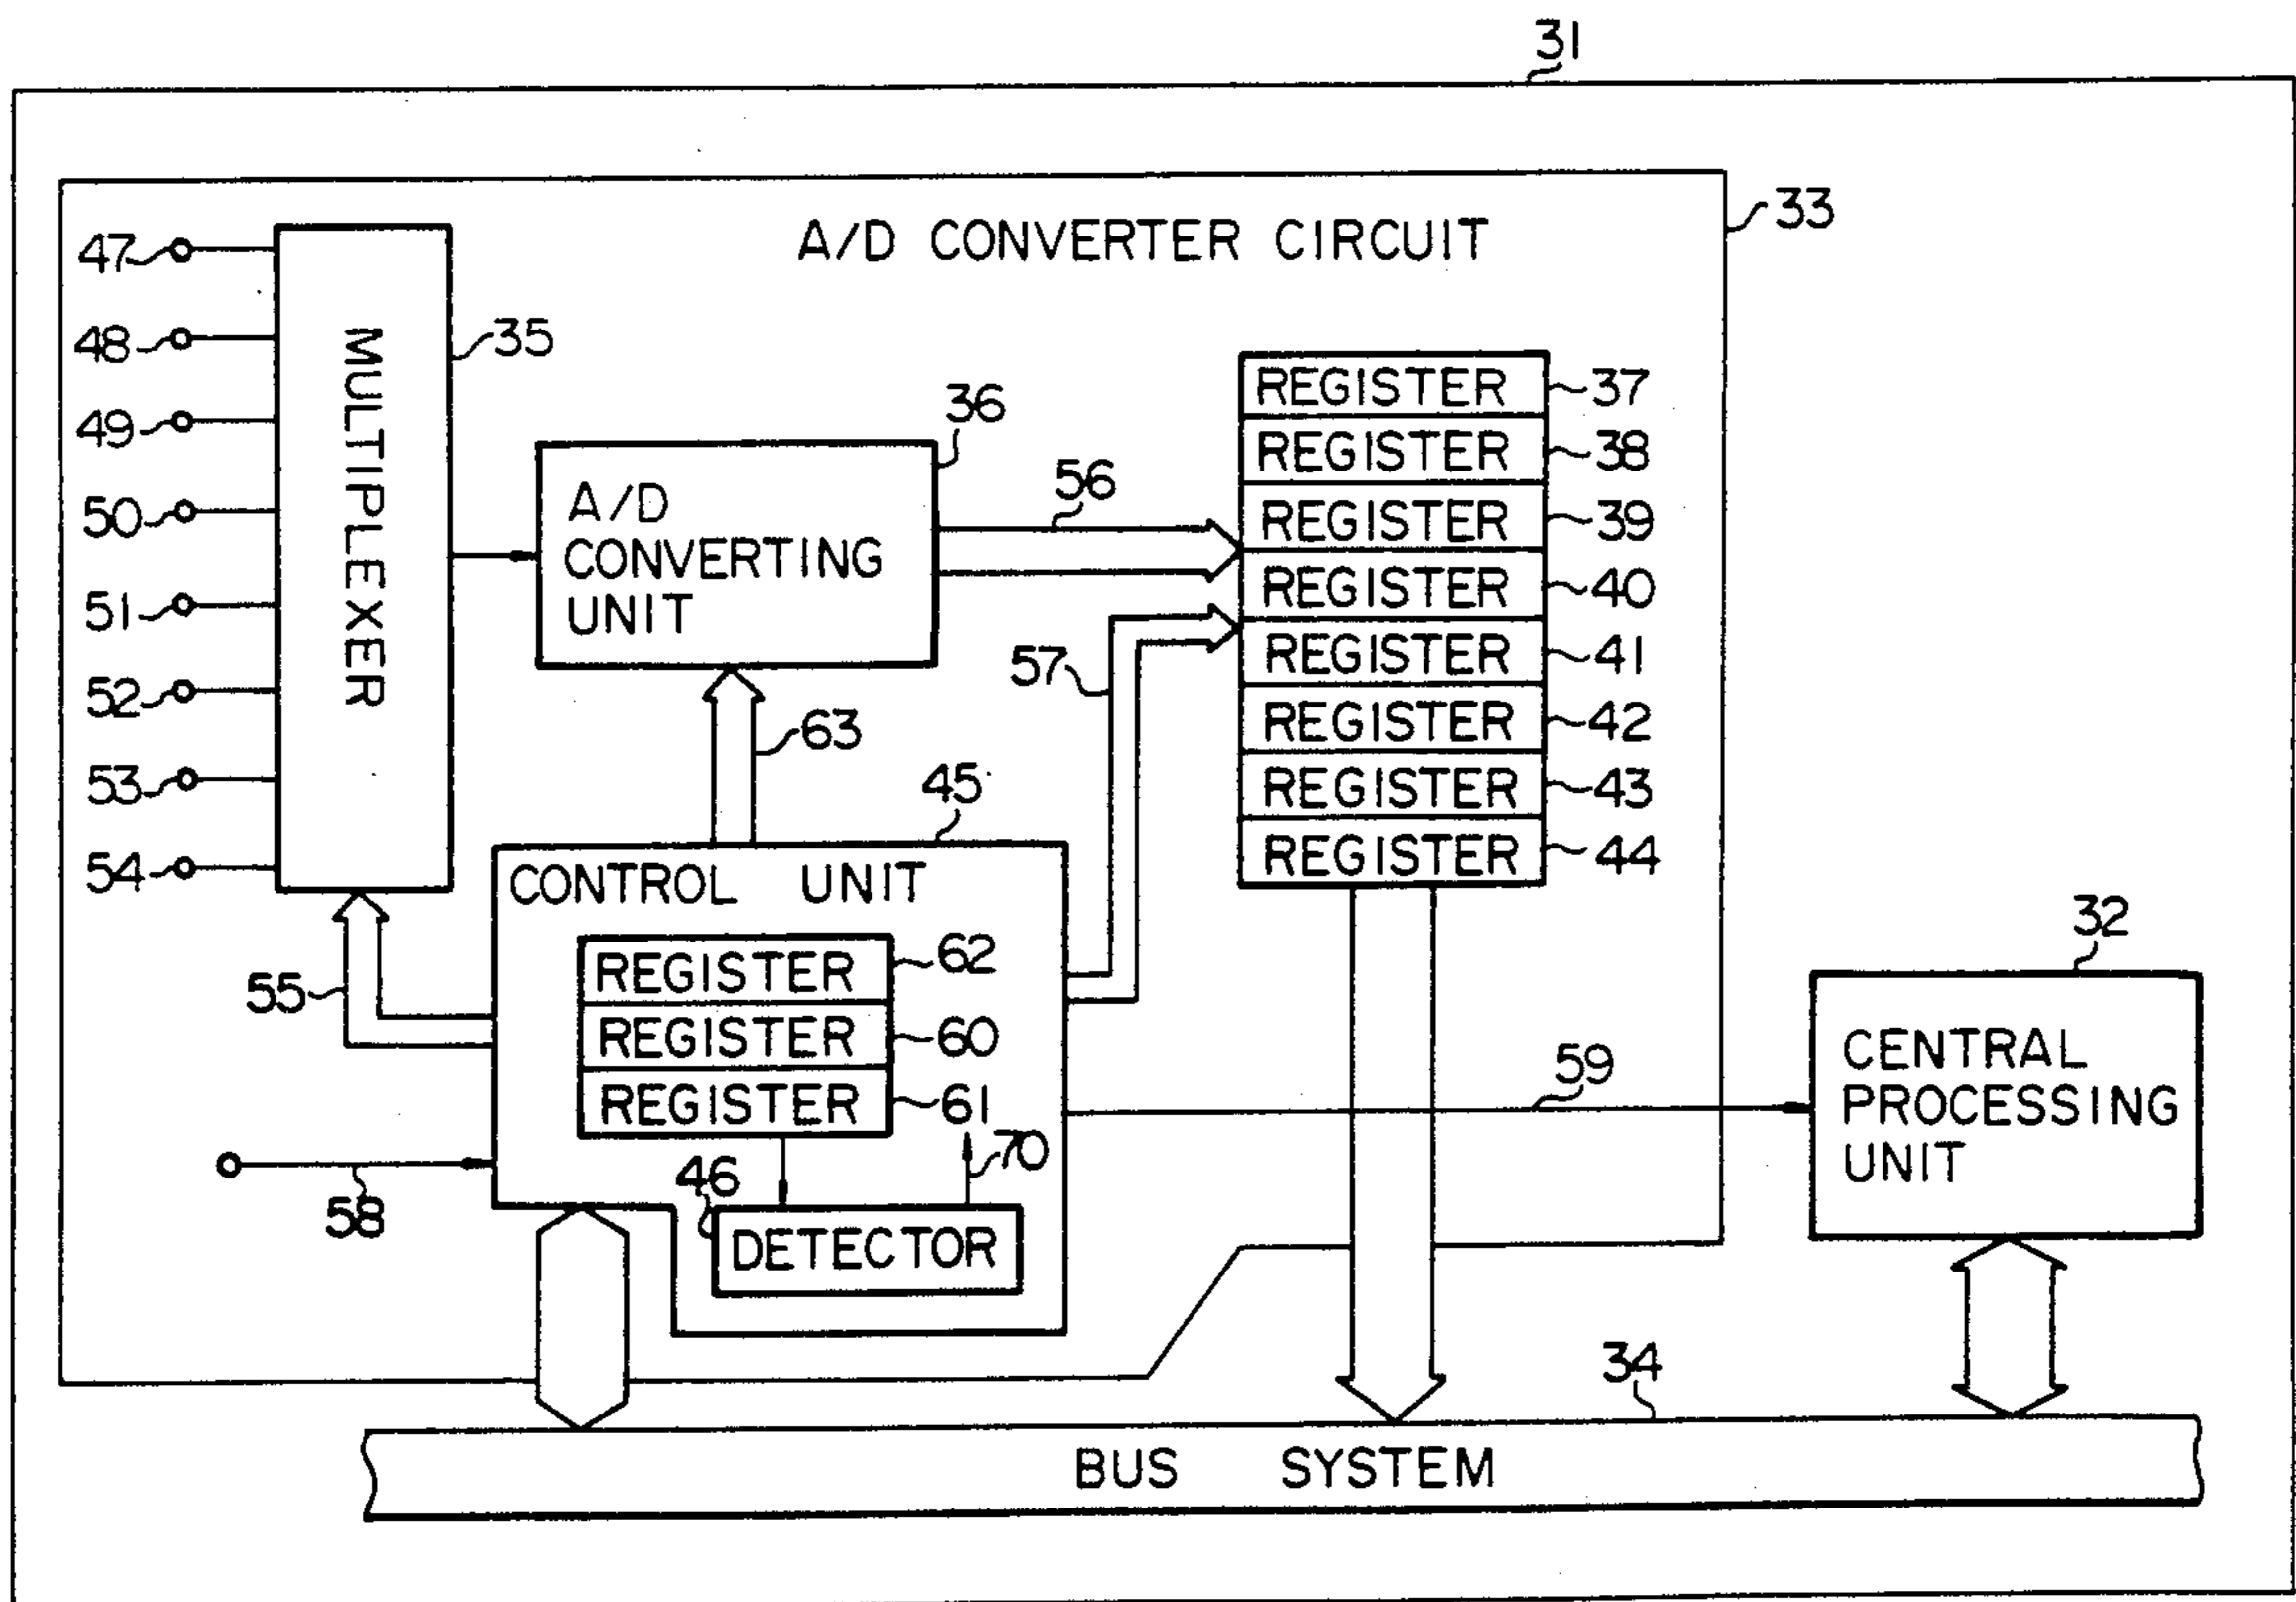 31
33
A/D CONVERTER CIRCUIT
47
48
49
50
51
52
53
54
MULTIPLEXER
35
36
A/D
CONVERTING
UNIT
56
57
63
REGISTER 37
REGISTER 38
REGISTER 39
REGISTER 40
REGISTER 41
REGISTER 42
REGISTER 43
REGISTER 44
45
CONTROL UNIT
REGISTER 62
REGISTER 60
REGISTER 61
55
58
46
70
DETECTOR
59
32
CENTRAL
PROCESSING
UNIT
34
BUS SYSTEM